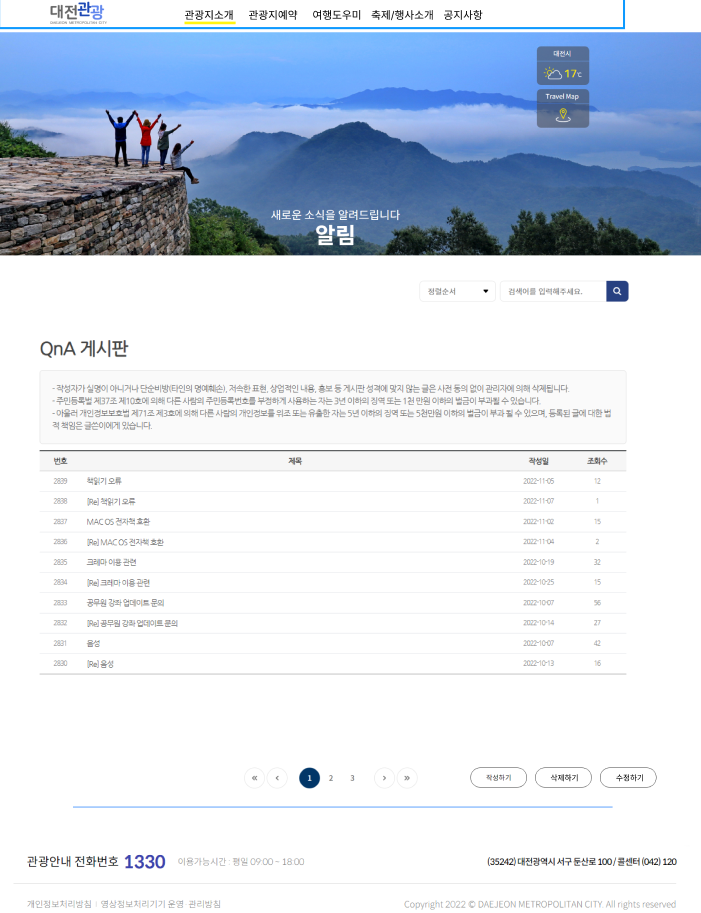 대전관광
DAEJEON METROPOLITAN CITY
관광지소개 관광지예약 여행도우미 축제/행사소개 공지사항
대전시
17℃
Travel Map
새로운 소식을 알려드립니다
알림
정렬순서 검색어를 입력해주세요.
QnA 게시판
- 작성자가 실명이 아니거나 단순비방(타인의 명예훼손), 저속한 표현, 상업적인 내용, 홍보 등 게시판 성격에 맞지 않는 글은 사전 동의 없이 관리자에 의해 삭제됩니다.
- 주민등록법 제37조 제10호에 의해 다른 사람의 주민등록번호를 부정하게 사용하는 자는 3년 이하의 징역 또는 1천 만원 이하의 벌금이 부과될 수 있습니다.
- 아울러 개인정보보호법 제71조 제3호에 의해 다른 사람의 개인정보를 위조 또는 유출한 자는 5년 이하의 징역 또는 5천만원 이하의 벌금이 부과 될 수 있으며, 등록된 글에 대한 법
적 책임은 글쓴이에게 있습니다.
번호 제목 작성일 조회수
2839 책읽기 오류 2022-11-05 12
2838 [Re] 책읽기 오류 2022-11-07 1
2837 MAC OS 전자책 호환 2022-11-02 15
2836 [Re] MAC OS 전자책 호환 2022-11-04 2
2835 크레마 이용 관련 2022-10-19 32
2834 [Re] 크레마 이용 관련 2022-10-25 15
2833 공무원 강좌 업데이트 문의 2022-10-07 56
2832 [Re] 공무원 강좌 업데이트 문의 2022-10-14 27
2831 음성 2022-10-07 42
2830 [Re] 음성 2022-10-13 16
« ‹ 1 2 3 › » 작성하기 삭제하기 수정하기
관광안내 전화번호 1330 이용가능시간 : 평일 09:00 ~ 18:00 (35242) 대전광역시 서구 둔산로 100 / 콜센터 (042) 120
개인정보처리방침 | 영상정보처리기기 운영·관리방침 Copyright 2022 © DAEJEON METROPOLITAN CITY. All rights reserved